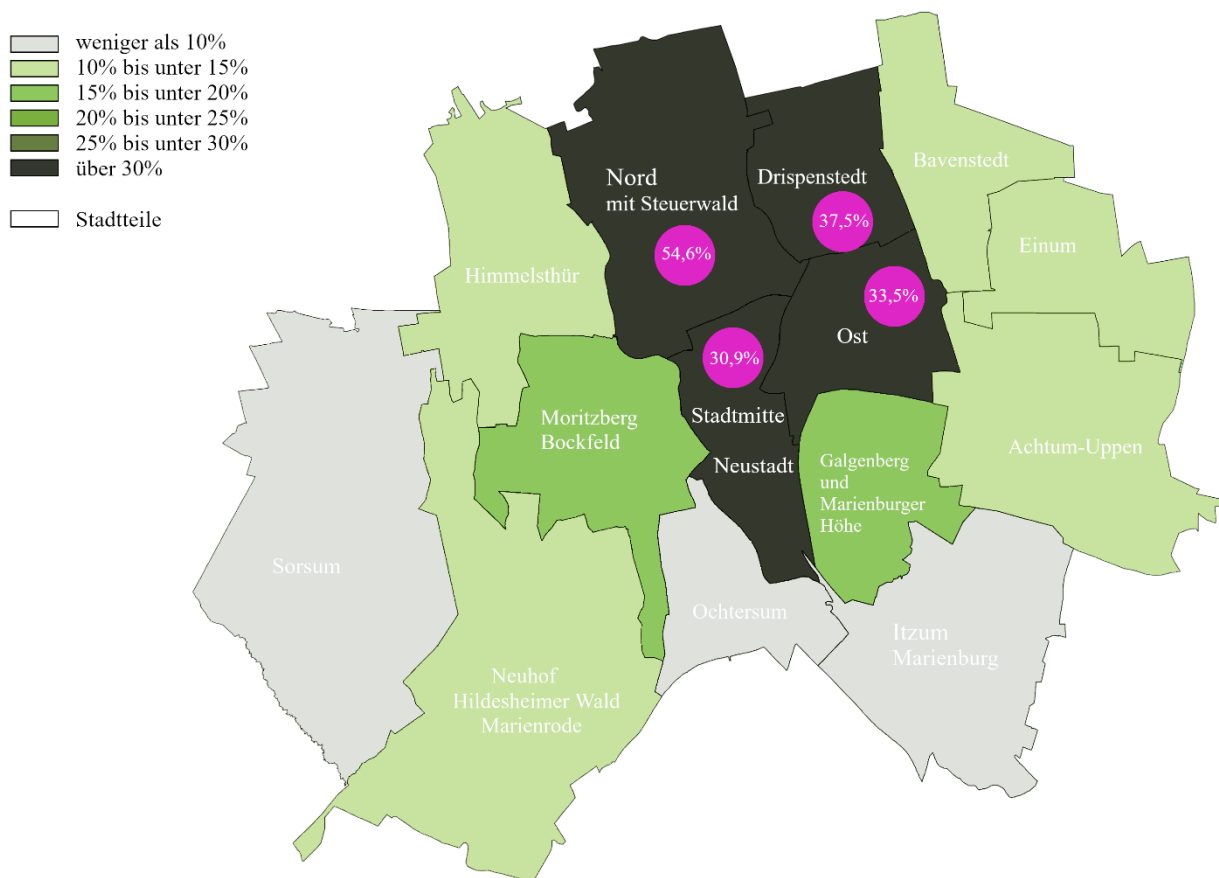 weniger als 10%
10% bis unter 15%
15% bis unter 20%
20% bis unter 25%
25% bis unter 30%
über 30%
Stadtteile
Nord
mit Steuerwald
54,6%
Drispenstedt
37,5%
Bavenstedt
Einum
Himmelsthür
33,5%
Ost
30,9%
Stadtmitte
Neustadt
Moritzberg
Bockfeld
Galgenberg
und
Marienburger
Höhe
Achtum-Uppen
Sorsum
Ochtersum
Itzum
Marienburg
Neuhof
Hildesheimer Wald
Marienrode